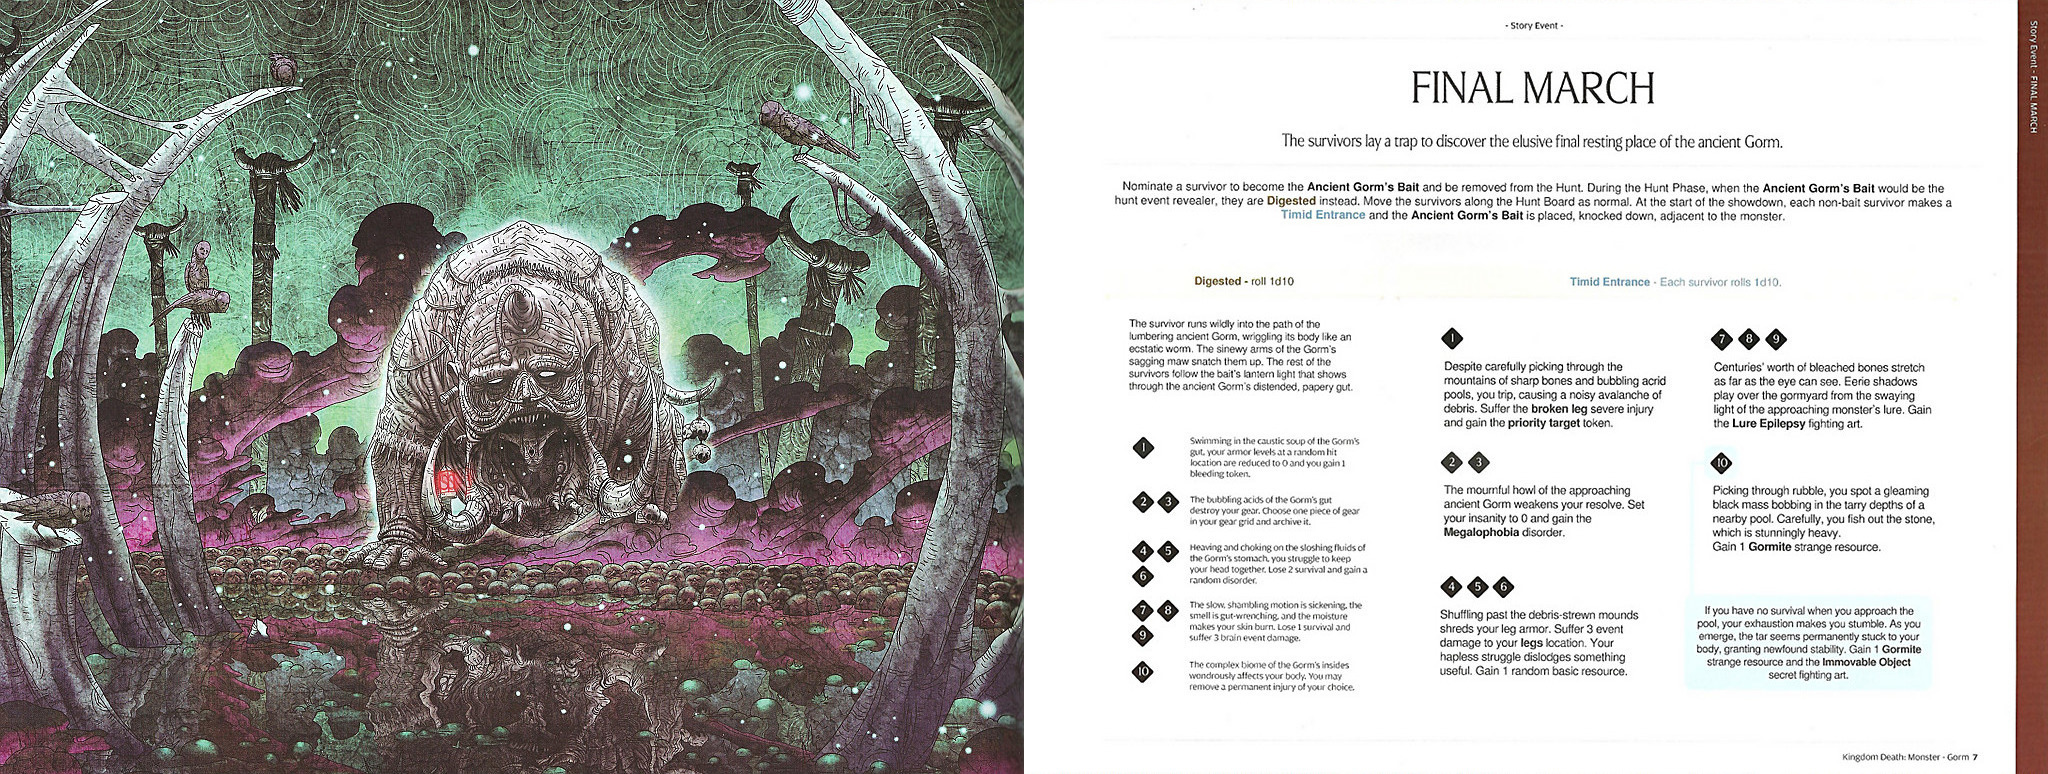 - Story Event -
FINAL MARCH
The survivors lay a trap to discover the elusive final resting place of the ancient Gorm.
Nominate a survivor to become the Ancient Gorm's Bait and be removed from the Hunt. During the Hunt Phase, when the Ancient Gorm's Bait would be the
hunt event revealer, they are Digested instead. Move the survivors along the Hunt Board as normal. At the start of the showdown, each non-bait survivor makes a
Timid Entrance and the Ancient Gorm's Bait is placed, knocked down, adjacent to the monster.
Digested - roll 1d10
The survivor runs wildly into the path of the
lumbering ancient Gorm, wriggling its body like an
ecstatic worm. The sinewy arms of the Gorm's
sagging maw snatch them up. The rest of the
survivors follow the bait's lantern light that shows
through the ancient Gorm's distended, papery gut.
1
Swimming in the caustic soup of the Gorm's
gut, your armor levels at a random hit
location are reduced to 0 and you gain 1
bleeding token.
2 3
The bubbling acids of the Gorm's gut
destroy your gear. Choose one piece of gear
in your gear grid and archive it.
4 5
6
Heaving and choking on the sloshing fluids of
the Gorm's stomach, you struggle to keep
your head together. Lose 2 survival and gain a
random disorder.
7 8
9
The slow, shambling motion is sickening, the
smell is gut-wrenching, and the moisture
makes your skin burn. Lose 1 survival and
suffer 3 brain event damage.
10
The complex biome of the Gorm's insides
wondrously affects your body. You may
remove a permanent injury of your choice.
Timid Entrance - Each survivor rolls 1d10.
1
Despite carefully picking through the
mountains of sharp bones and bubbling acid
pools, you trip, causing a noisy avalanche of
debris. Suffer the broken leg severe injury
and gain the priority target token.
2 3
The mournful howl of the approaching
ancient Gorm weakens your resolve. Set
your insanity to 0 and gain the
Megalophobia disorder.
4 5 6
Shuffling past the debris-strewn mounds
shreds your leg armor. Suffer 3 event
damage to your legs location. Your
hapless struggle dislodges something
useful. Gain 1 random basic resource.
7 8 9
Centuries' worth of bleached bones stretch
as far as the eye can see. Eerie shadows
play over the gormyard from the swaying
light of the approaching monster's lure. Gain
the Lure Epilepsy fighting art.
10
Picking through rubble, you spot a gleaming
black mass bobbing in the tarry depths of a
nearby pool. Carefully, you fish out the stone,
which is stunningly heavy.
Gain 1 Gormite strange resource.
If you have no survival when you approach the
pool, your exhaustion makes you stumble. As you
emerge, the tar seems permanently stuck to your
body, granting newfound stability. Gain 1 Gormite
strange resource and the Immovable Object
secret fighting art.
Kingdom Death: Monster - Gorm 7
Story Event - FINAL MARCH